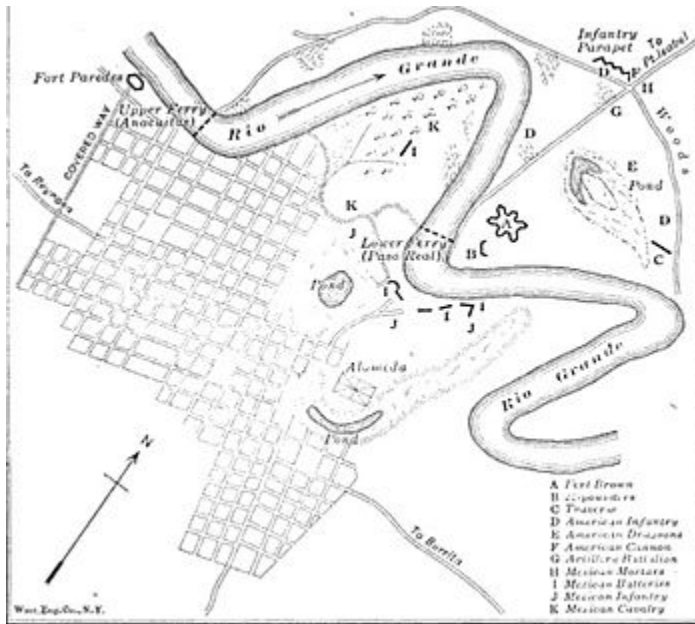 Infantry
Parapet
To
Pt. Isabel
D
F
H
G
Woods
Fort Paredes
Upper Ferry
(Anacuitas)
Rio
Grande
COVERED WAY
To Reynosa
K
I
D
E
Pond
D
C
K
J
A
B
Lower Ferry
(Paso Real)
Pond
I
J
I
I
J
Alameda
Pond
Rio Grande
N
To Burrita
A Fort Brown
B
C Traverse
D American Infantry
E American Dragoons
F American Cannon
G Artillery Battalion
H Mexican Mortars
I Mexican Batteries
J Mexican Infantry
K Mexican Cavalry
West. Eng. Co., N.Y.